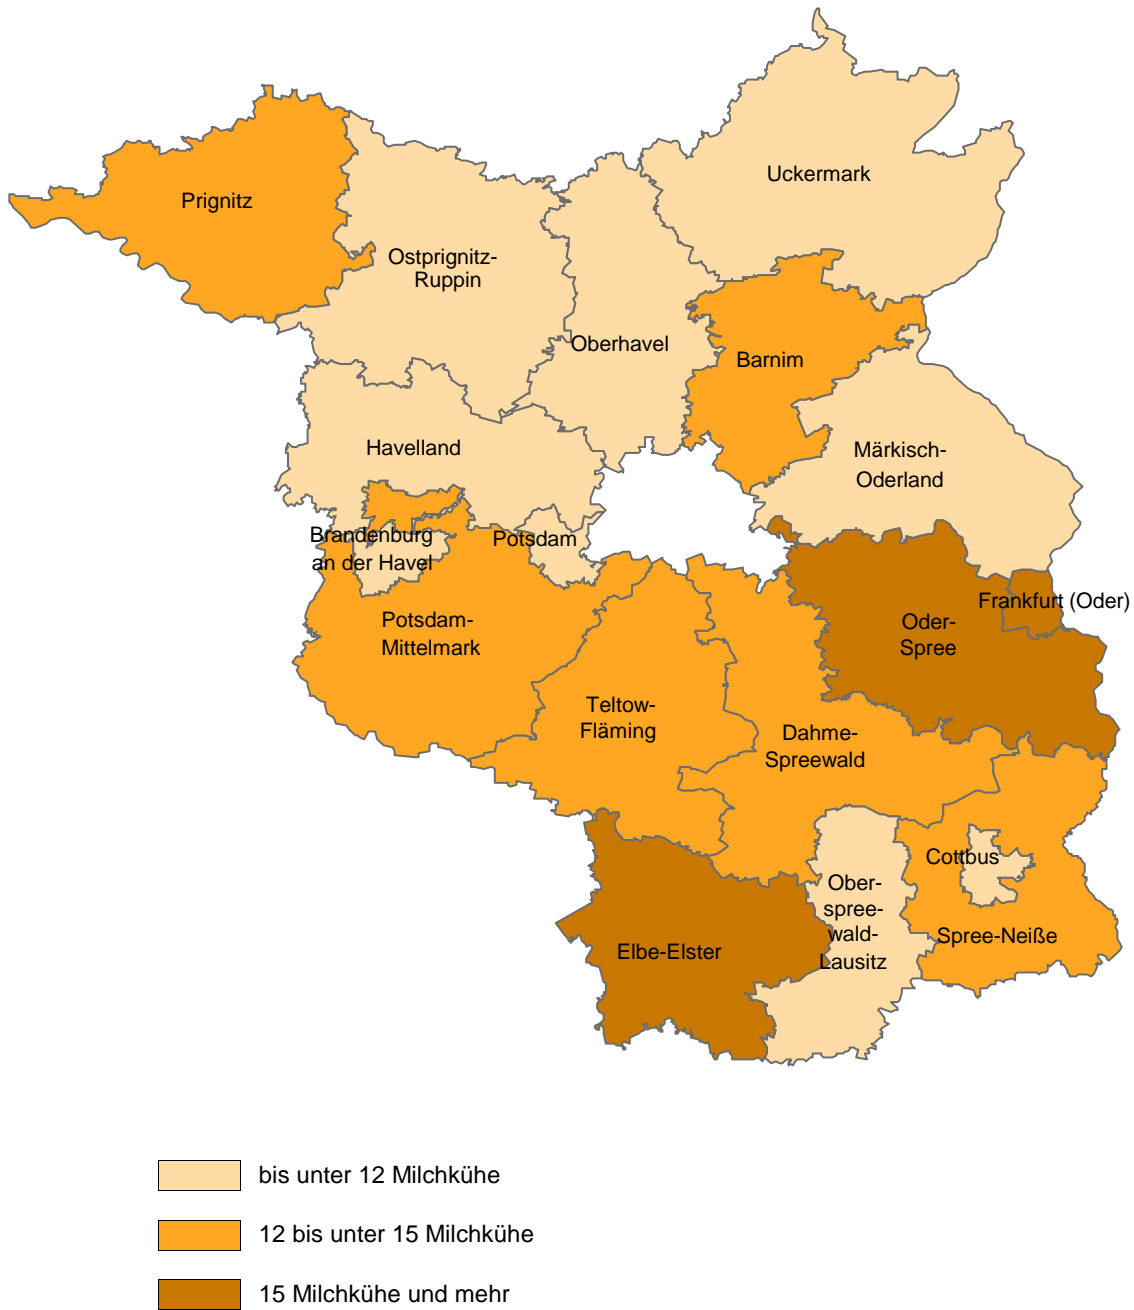 Uckermark
Prignitz
Ostprignitz-
Ruppin
Oberhavel
Barnim
Havelland
Märkisch-
Oderland
Brandenburg
an der Havel
Potsdam
Frankfurt (Oder)
Oder-
Spree
Potsdam-
Mittelmark
Teltow-
Fläming
Dahme-
Spreewald
Cottbus
Ober-
spree-
wald-
Lausitz
Spree-Neiße
Elbe-Elster
bis unter 12 Milchkühe
12 bis unter 15 Milchkühe
15 Milchkühe und mehr